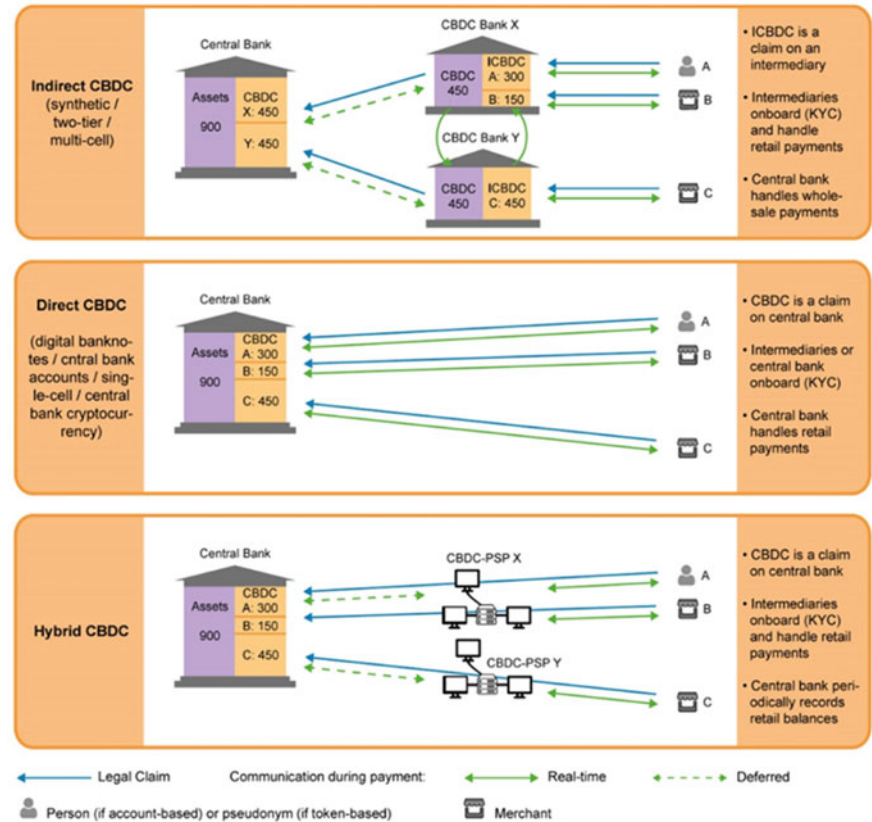 Indirect CBDC
(synthetic /
two-tier /
multi-cell)
Central Bank
Assets
900
CBDC
X: 450
Y: 450
CBDC Bank X
CBDC
450
ICBDC
A: 300
B: 150
CBDC Bank Y
CBDC
450
ICBDC
C: 450
A
B
C
• ICBDC is a
claim on an
intermediary
• Intermediaries
onboard (KYC)
and handle
retail payments
• Central bank
handles whole-
sale payments
Direct CBDC
(digital bankno-
tes / cntral bank
accounts / sing-
le-cell / central
bank cryptocur-
rency)
Central Bank
Assets
900
CBDC
A: 300
B: 150
C: 450
A
B
C
• CBDC is a claim
on central bank
• Intermediaries or
central bank
onboard (KYC)
• Central bank
handles retail
payments
Hybrid CBDC
Central Bank
Assets
900
CBDC
A: 300
B: 150
C: 450
CBDC-PSP X
CBDC-PSP Y
A
B
C
• CBDC is a claim
on central bank
• Intermediaries
onboard (KYC)
and handle retail
payments
• Central bank peri-
odically records
retail balances
Legal Claim
Communication during payment:
Real-time
Deferred
Person (if account-based) or pseudonym (if token-based)
Merchant